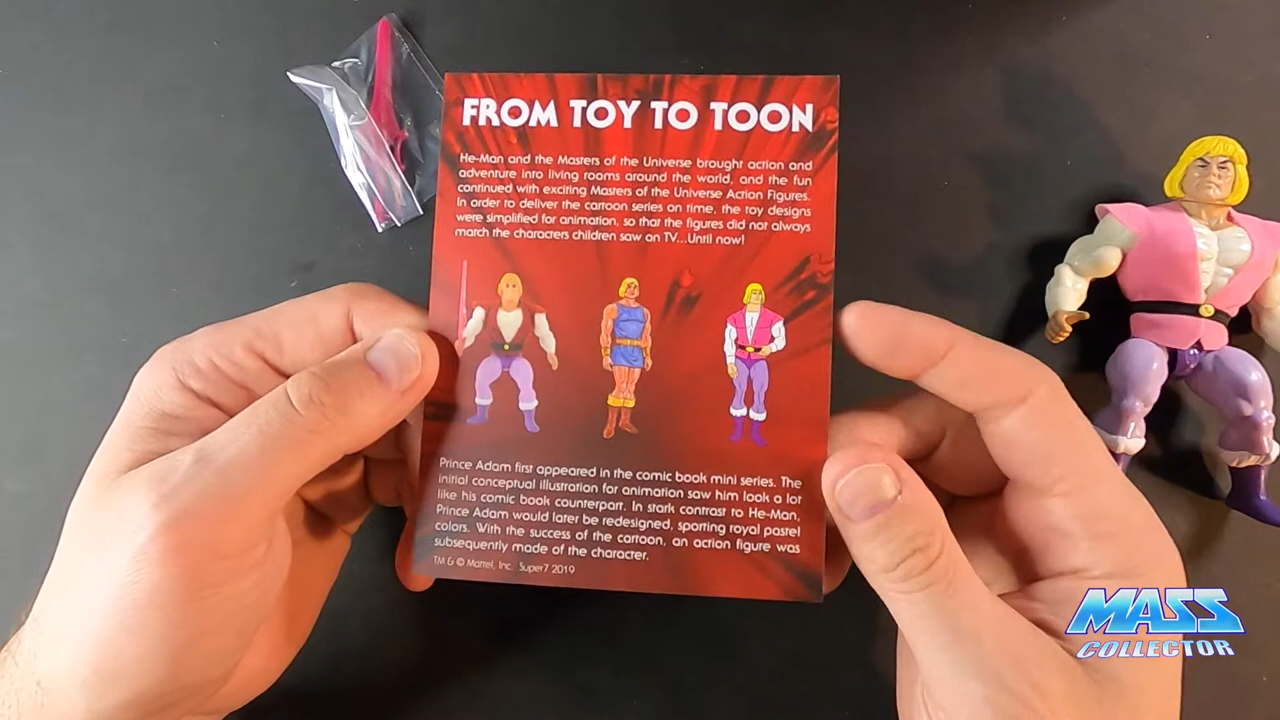 FROM TOY TO TOON
He-Man and the Masters of the Universe brought action and
adventure into living rooms around the world, and the fun
continued with exciting Masters of the Universe Action Figures.
In order to deliver the cartoon series on time, the toy designs
were simplified for animation, so that the figures did not always
match the characters children saw on TV...Until now!
Prince Adam first appeared in the comic book mini series. The
initial conceptual illustration for animation saw him look a lot
like his comic book counterpart. In stark contrast to He-Man,
Prince Adam would later be redesigned, sporting royal pastel
colors. With the success of the cartoon, an action figure was
subsequently made of the character.
TM & © Mattel, Inc. Super7 2019
MASS
COLLECTOR